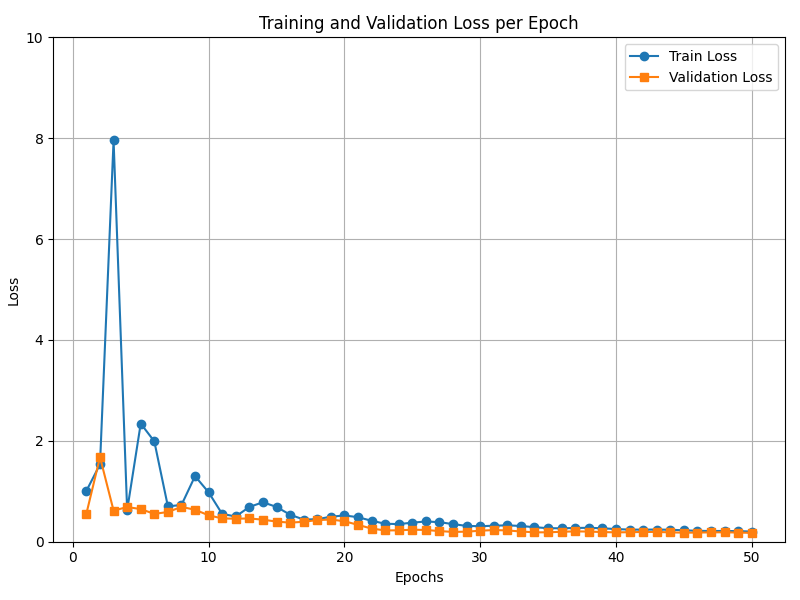 Training and Validation Loss per Epoch
10
Train Loss
Validation Loss
8
6
4
2
0
Loss
0 10 20 30 40 50
Epochs